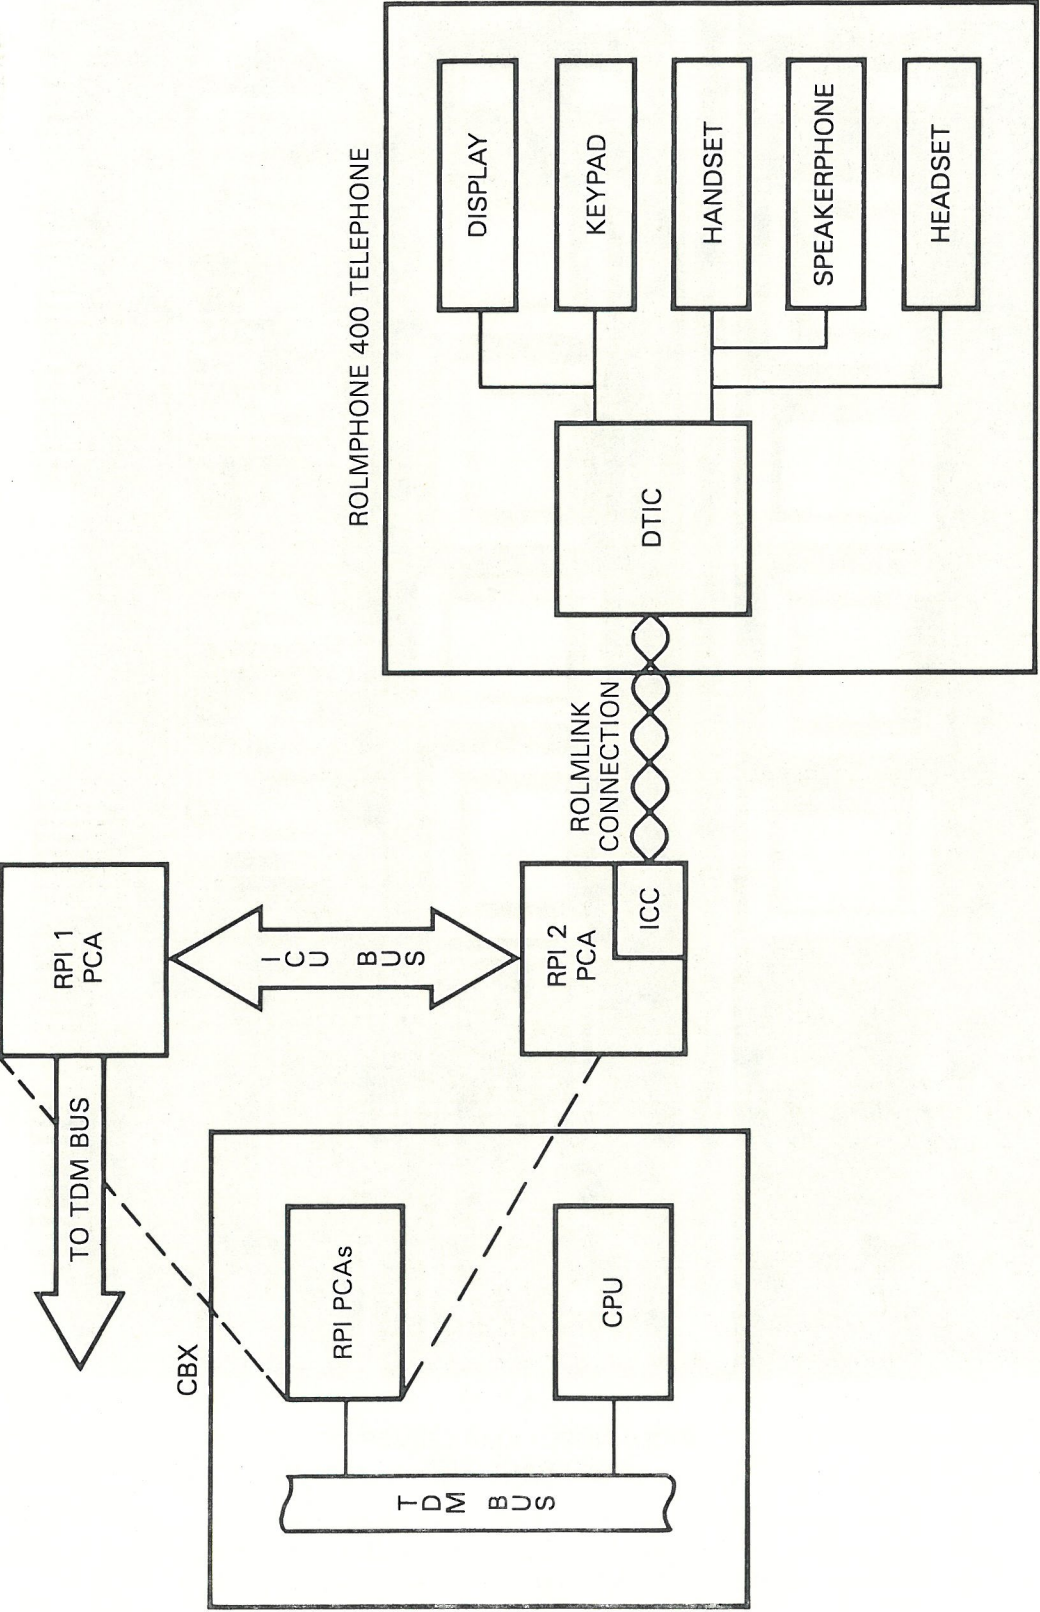 ROLMPHONE 400 TELEPHONE
CBX
TO TDM BUS
RPI 1
PCA
I
C
U
B
U
S
RPI PCAs
T
D
M
B
U
S
CPU
RPI 2
PCA
ICC
ROLMLINK
CONNECTION
DTIC
DISPLAY
KEYPAD
HANDSET
SPEAKERPHONE
HEADSET